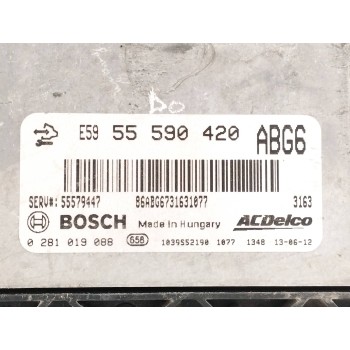 E59 55 590 420 ABG6
SERV#: 55579447 86ABG6731631077 3163
BOSCH Made in Hungary ACDelco
0 281 019 088 658 1039S52190 1077 1348 13-06-12